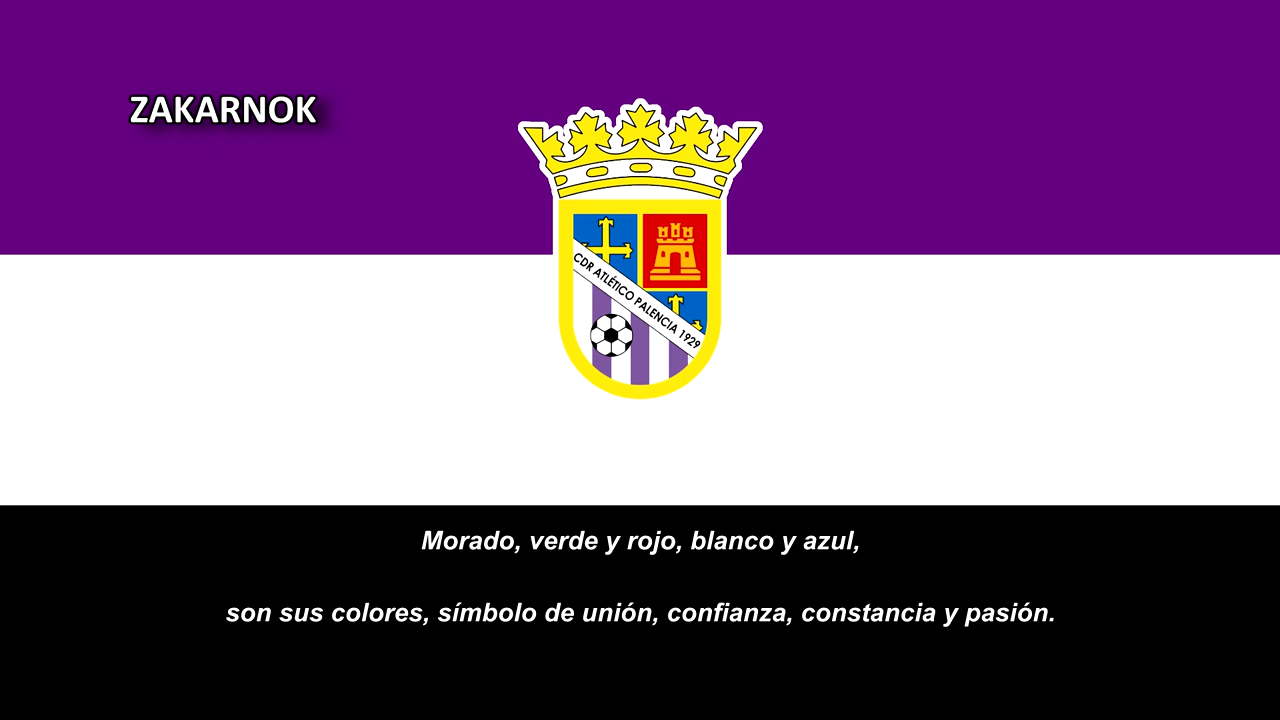 ZAKARNOK
CDR ATLÉTICO PALENCIA 1929
Morado, verde y rojo, blanco y azul,
son sus colores, símbolo de unión, confianza, constancia y pasión.